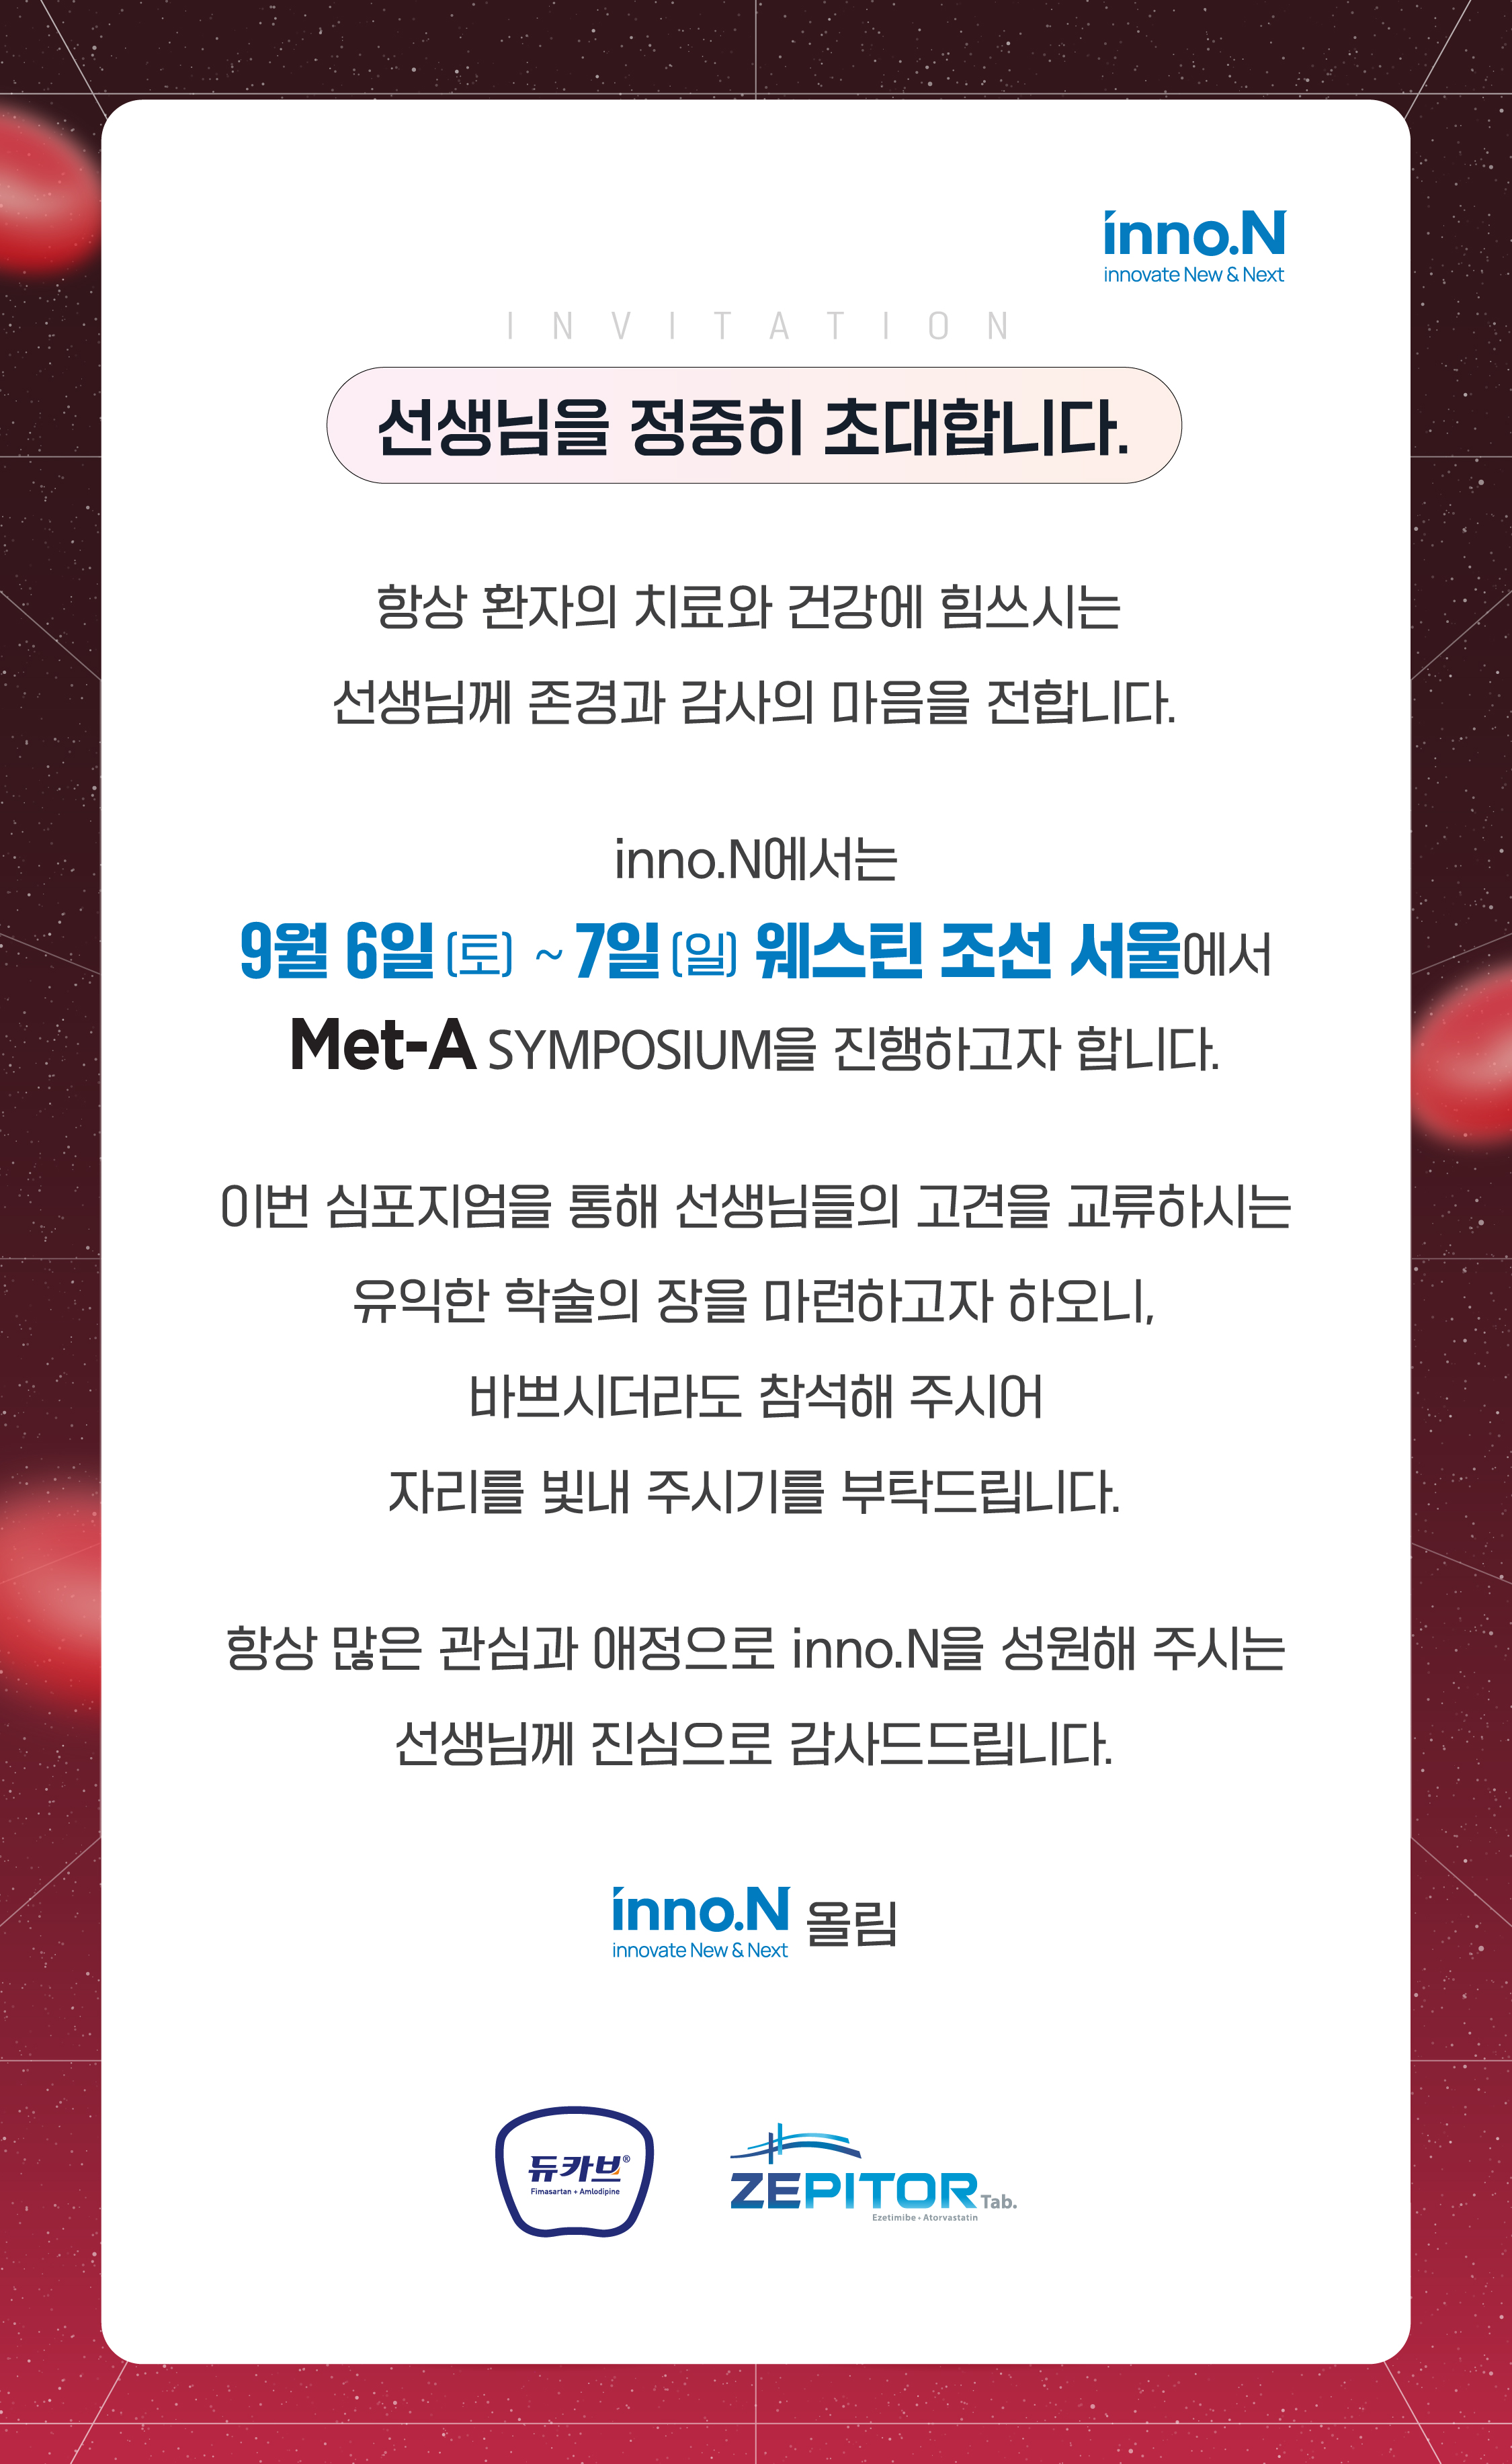 inno.N
innovate New & Next
INVITATION
선생님을 정중히 초대합니다.
항상 환자의 치료와 건강에 힘쓰시는
선생님께 존경과 감사의 마음을 전합니다.
inno.N에서는
9월 6일(토) ~ 7일(일) 웨스틴 조선 서울에서
Met-A SYMPOSIUM을 진행하고자 합니다.
이번 심포지엄을 통해 선생님들의 고견을 교류하시는
유익한 학술의 장을 마련하고자 하오니,
바쁘시더라도 참석해 주시어
자리를 빛내 주시기를 부탁드립니다.
항상 많은 관심과 애정으로 inno.N을 성원해 주시는
선생님께 진심으로 감사드드립니다.
inno.N 올림
innovate New & Next
듀카브®
Fimasartan + Amlodipine
ZEPITOR Tab.
Ezetimibe + Atorvastatin